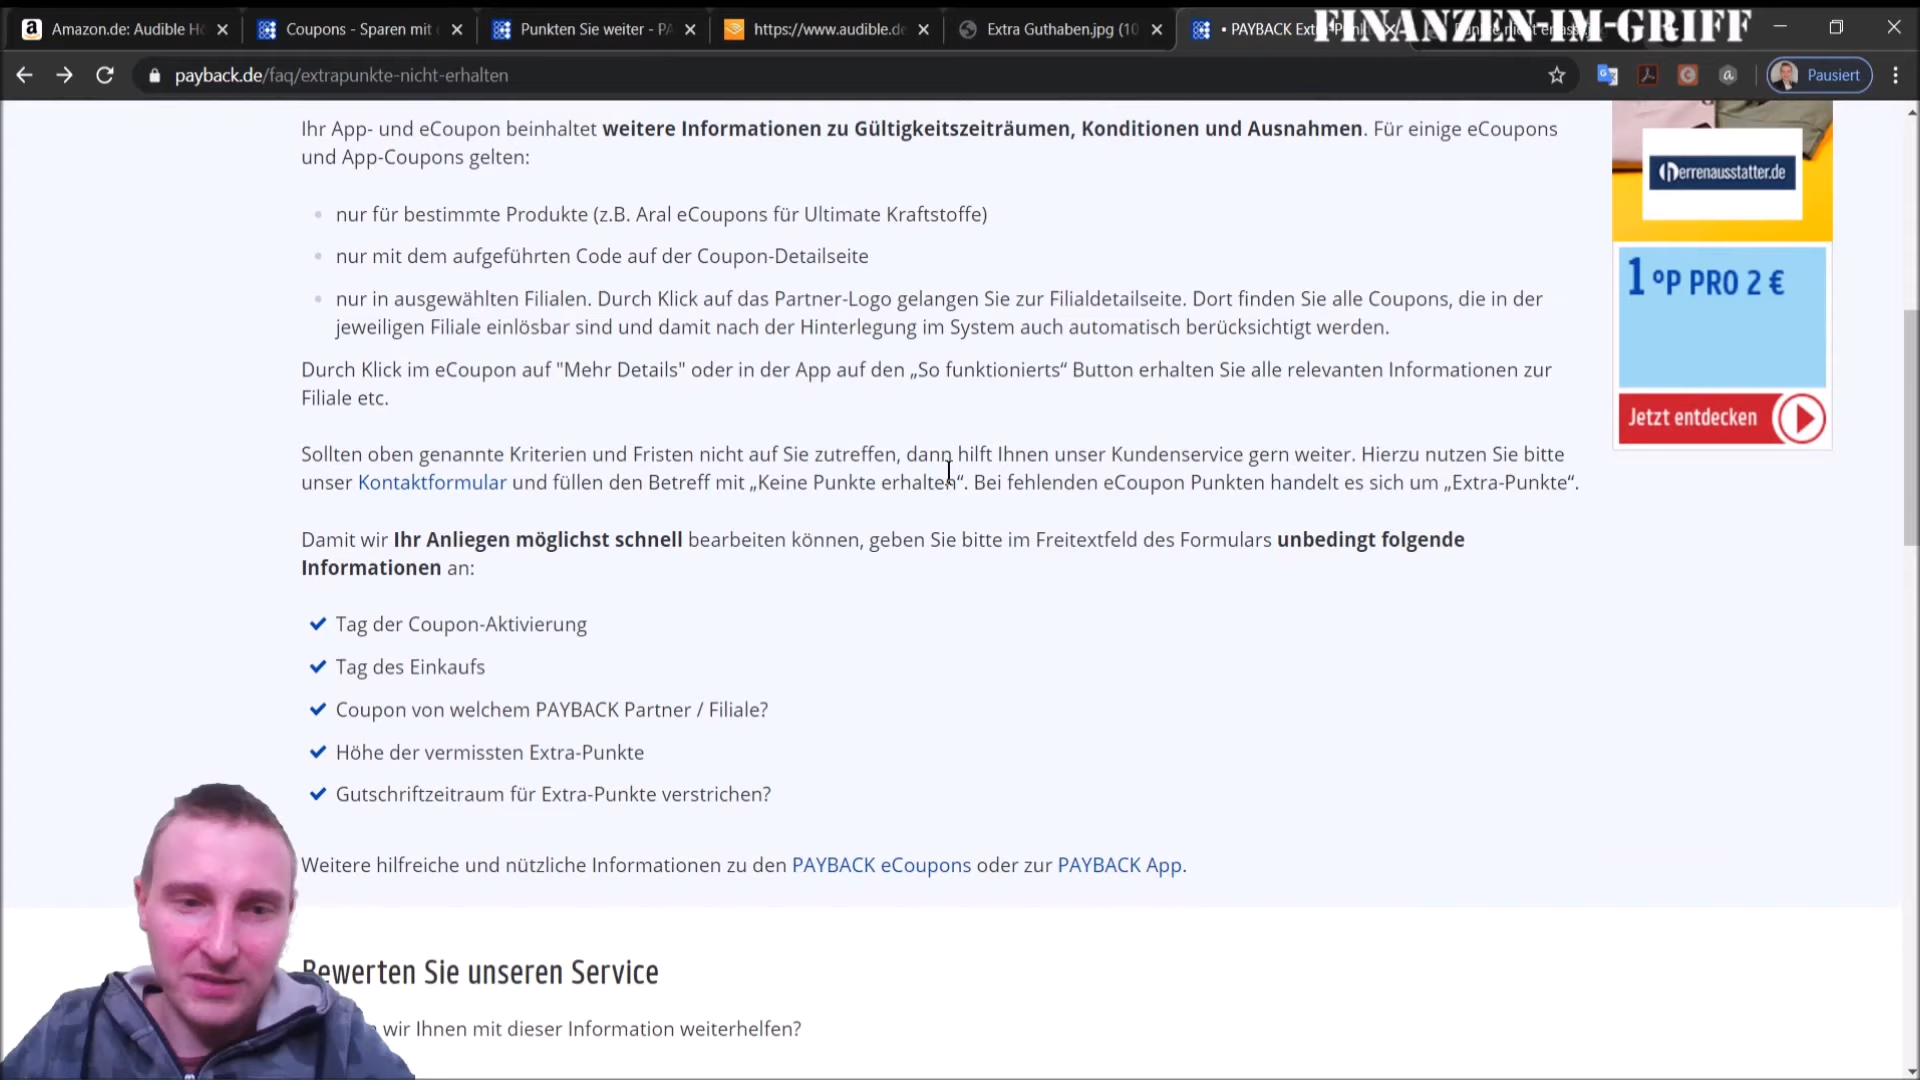 FINANZEN-IM-GRIFF
Amazon.de: Audible Hö
Coupons - Sparen mit
Punkten Sie weiter - PA
https://www.audible.de
Extra Guthaben.jpg (10
• PAYBACK Ext
payback.de/faq/extrapunkte-nicht-erhalten
Pausiert
Ihr App- und eCoupon beinhaltet weitere Informationen zu Gültigkeitszeiträumen, Konditionen und Ausnahmen. Für einige eCoupons
und App-Coupons gelten:
nur für bestimmte Produkte (z.B. Aral eCoupons für Ultimate Kraftstoffe)
nur mit dem aufgeführten Code auf der Coupon-Detailseite
nur in ausgewählten Filialen. Durch Klick auf das Partner-Logo gelangen Sie zur Filialdetailseite. Dort finden Sie alle Coupons, die in der
jeweiligen Filiale einlösbar sind und damit nach der Hinterlegung im System auch automatisch berücksichtigt werden.
Durch Klick im eCoupon auf "Mehr Details" oder in der App auf den „So funktionierts“ Button erhalten Sie alle relevanten Informationen zur
Filiale etc.
Sollten oben genannte Kriterien und Fristen nicht auf Sie zutreffen, dann hilft Ihnen unser Kundenservice gern weiter. Hierzu nutzen Sie bitte
unser Kontaktformular und füllen den Betreff mit „Keine Punkte erhalten“. Bei fehlenden eCoupon Punkten handelt es sich um „Extra-Punkte“.
Damit wir Ihr Anliegen möglichst schnell bearbeiten können, geben Sie bitte im Freitextfeld des Formulars unbedingt folgende
Informationen an:
Tag der Coupon-Aktivierung
Tag des Einkaufs
Coupon von welchem PAYBACK Partner / Filiale?
Höhe der vermissten Extra-Punkte
Gutschriftzeitraum für Extra-Punkte verstrichen?
Weitere hilfreiche und nützliche Informationen zu den PAYBACK eCoupons oder zur PAYBACK App.
Bewerten Sie unseren Service
wir Ihnen mit dieser Information weiterhelfen?
herrenausstatter.de
1 °P PRO 2 €
Jetzt entdecken